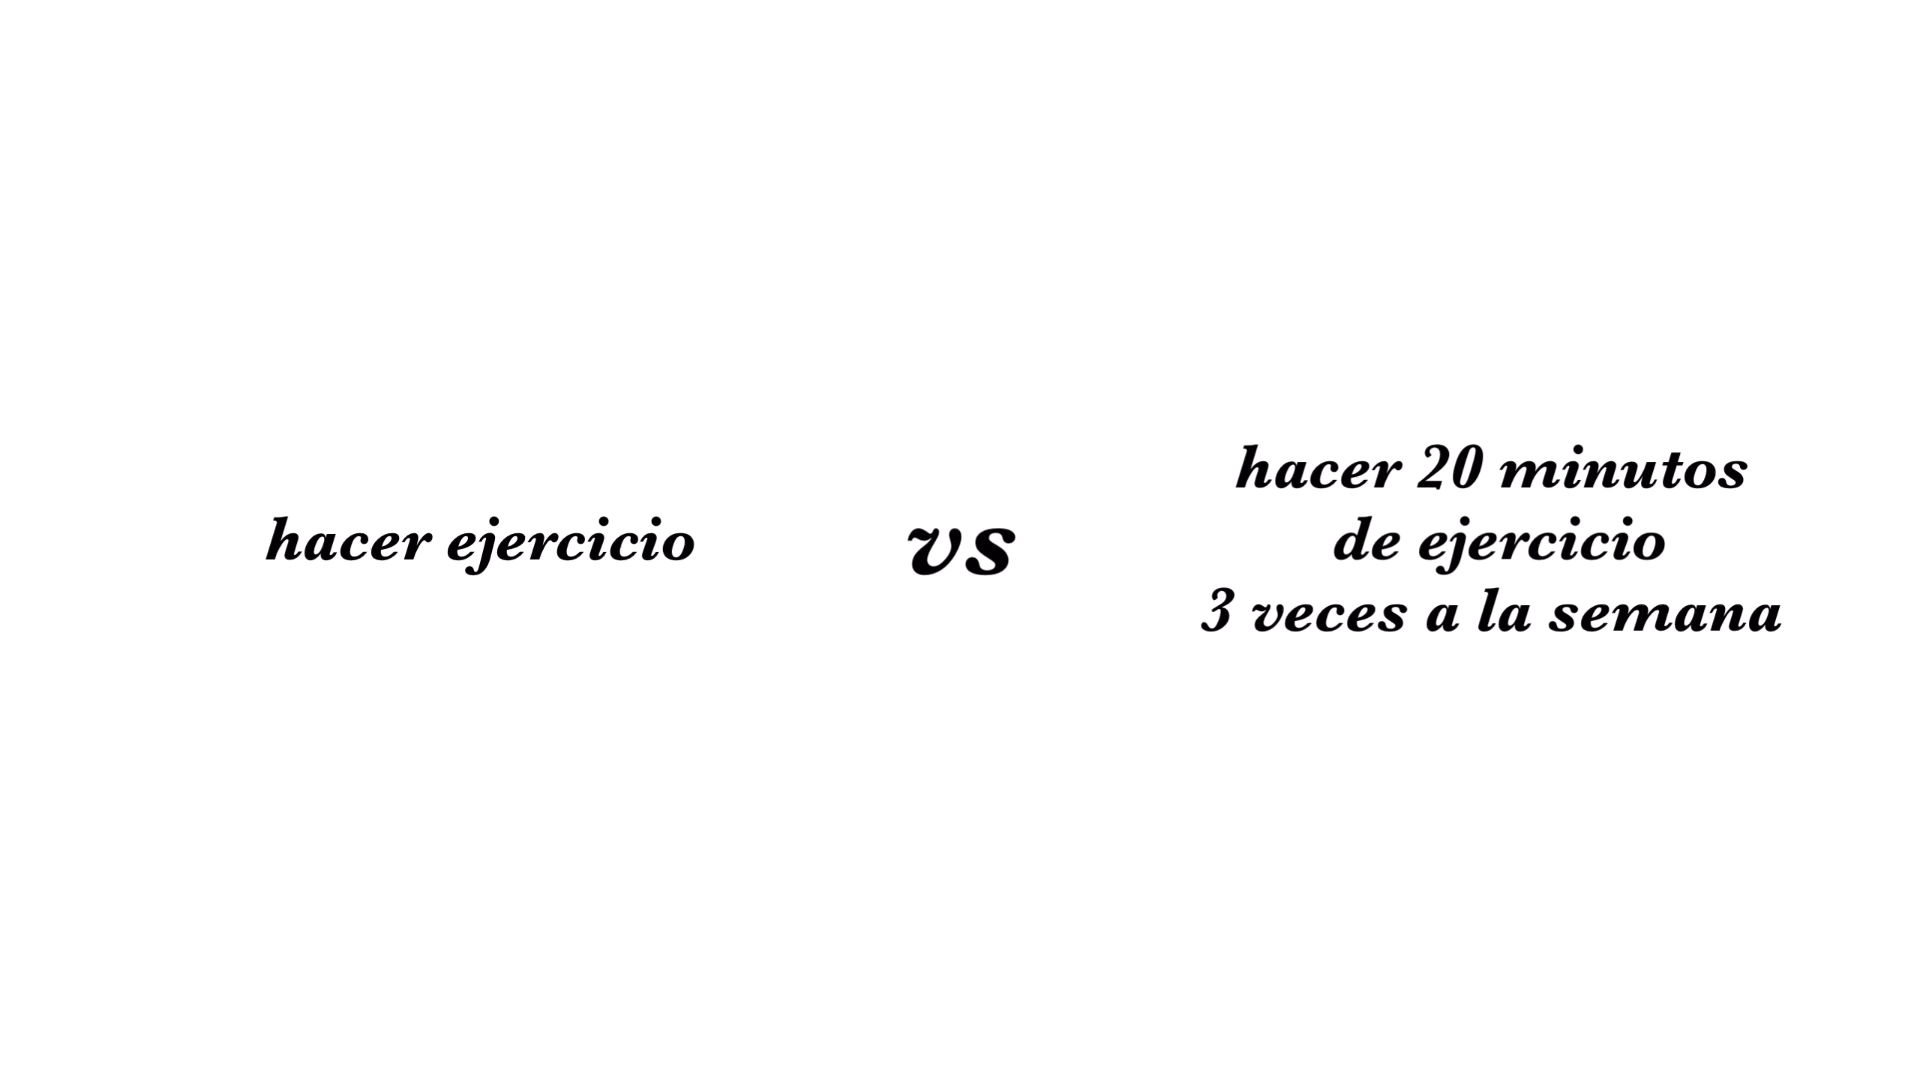 hacer ejercicio
vs
hacer 20 minutos
de ejercicio
3 veces a la semana